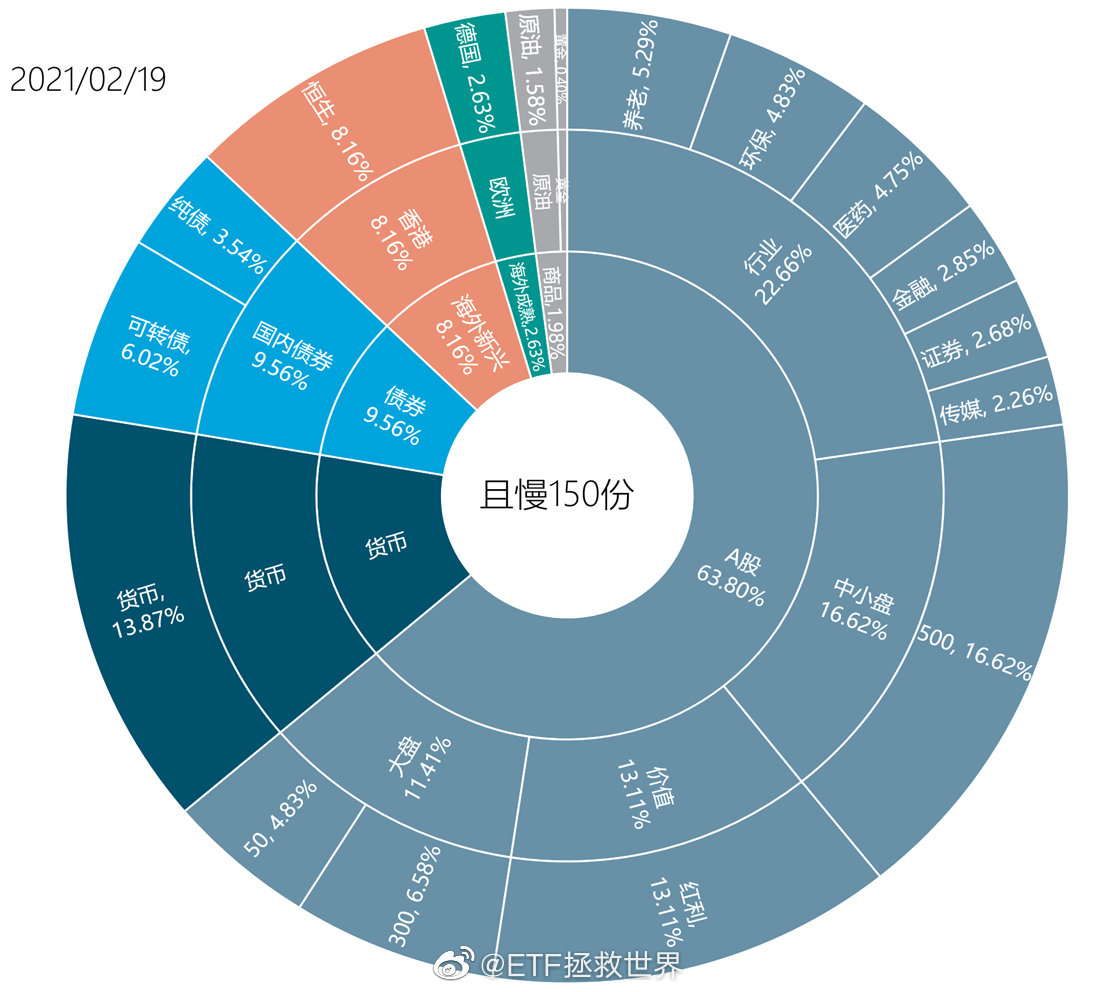 2021/02/19
且慢150份
A股
63.80%
行业
22.66%
养老, 5.29%
环保, 4.83%
医药, 4.75%
金融, 2.85%
证券, 2.68%
传媒, 2.26%
中小盘
16.62%
500, 16.62%
价值
13.11%
红利,
13.11%
大盘
11.41%
300, 6.58%
50, 4.83%
货币
货币
货币,
13.87%
债券
9.56%
国内债券
9.56%
可转债,
6.02%
纯债, 3.54%
海外新兴
8.16%
香港
8.16%
恒生, 8.16%
海外成熟,2.63%
欧洲
德国, 2.63%
商品,1.98%
原油
原油, 1.58%
黄金
黄金, 0.40%
@ETF拯救世界